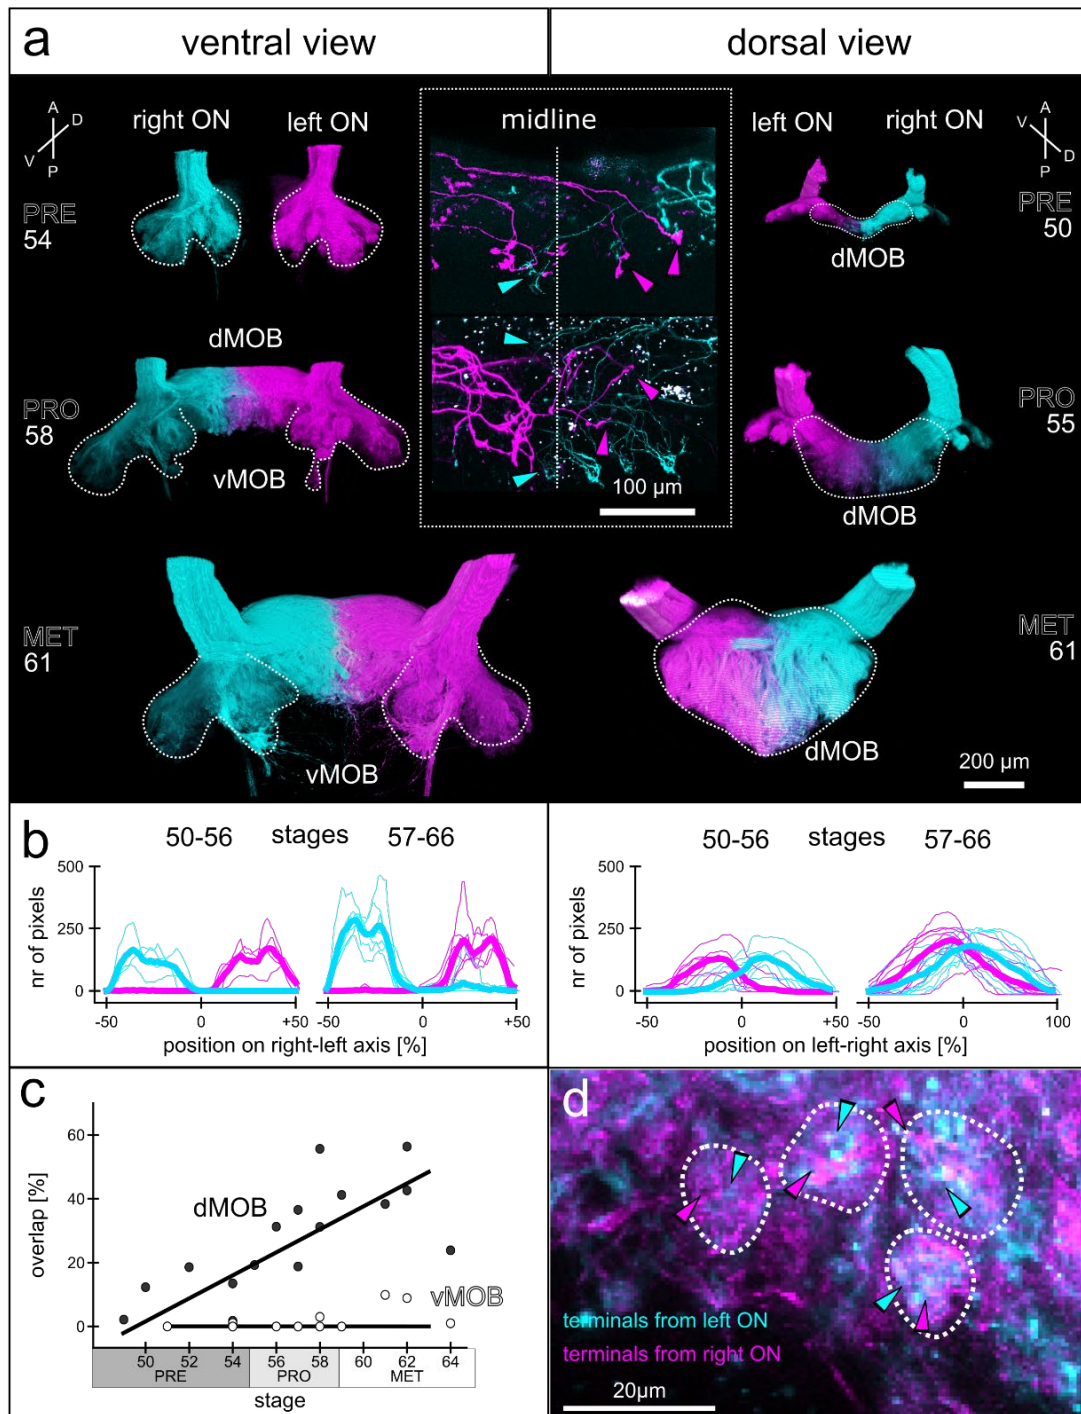 a
ventral view
dorsal view
A
D
V
P
right ON
left ON
midline
left ON
right ON
A
V
D
P
PRE
54
PRE
50
dMOB
dMOB
PRO
58
PRO
55
vMOB
100 µm
dMOB
MET
61
MET
61
vMOB
dMOB
200 µm
b
50-56 stages 57-66
500
250
0
nr of pixels
-50 0 +50 -50 0 +50
position on right-left axis [%]
50-56 stages 57-66
500
250
0
nr of pixels
-50 0 +50 -50 0 100
position on left-right axis [%]
c
60
40
20
0
overlap [%]
dMOB
vMOB
50 52 54 56 58 60 62 64
PRE PRO MET
stage
d
terminals from left ON
terminals from right ON
20µm